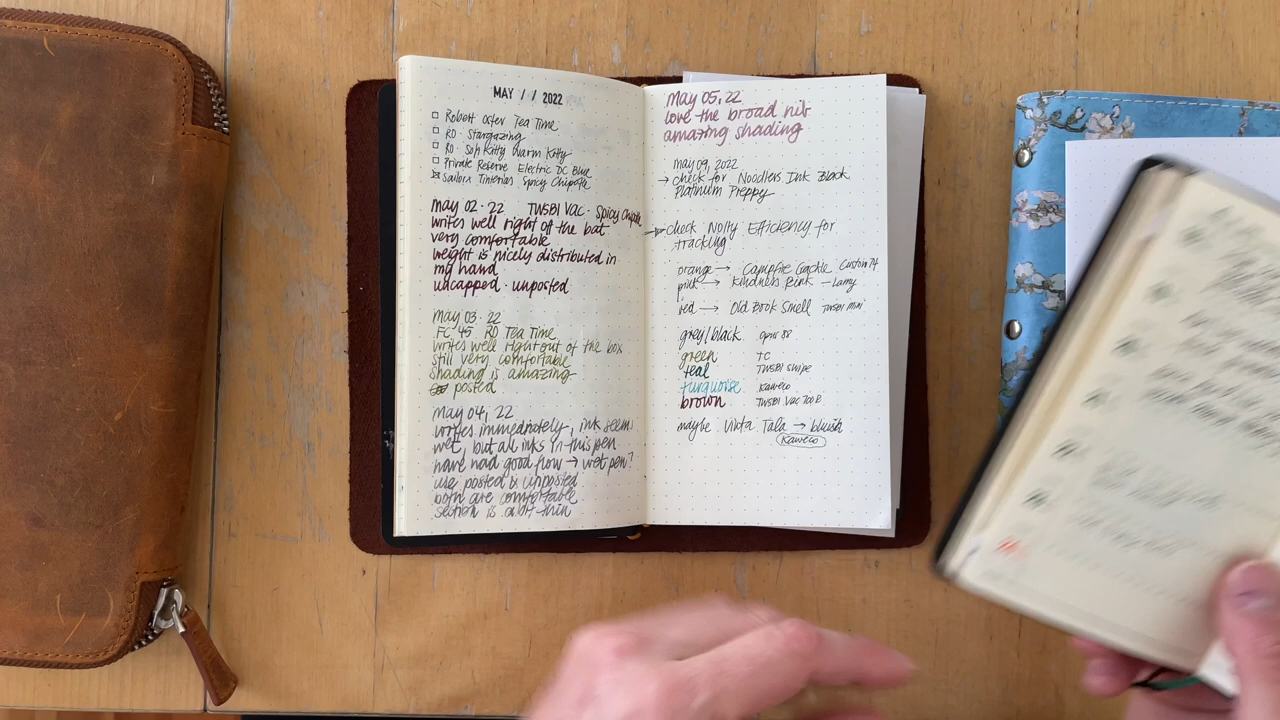 MAY / / 2022
Robert Oster Tea Time
RO - Stargazing
RO - Soft Kitty Warm Kitty
Private Reserve Electric DC Blue
Sailor x Tinteries Spicy Chipotle
May 02 · 22 TWSBI VAC - Spicy Chipotle
writes well right off the bat
very comfortable
weight is nicely distributed in
my hand
uncapped · unposted
May 03 · 22
FC 45 RO Tea Time
Writes well right out of the box
still very comfortable
shading is amazing
posted
May 04, 22
Writes immediately, ink seems
wet, but all inks in this pen
have had good flow → wet pen?
use posted & unposted
both are comfortable
section is a bit thin
May 05, 22
love the broad nib
amazing shading
May 09, 2022
→ check for Noodlers Ink Black
Platinum Preppy
→ check Nolty Efficiency for
tracking
orange → Campfire Crackle Custom 74
pink → Kindness Pink - Lamy
red → Old Book Smell TWSBI mini
grey/black Opus 88
green TC
teal TWSBI Swipe
turquoise Kaweco
brown TWSBI Vac 700R
maybe Vinta Tala → bluish
Kaweco